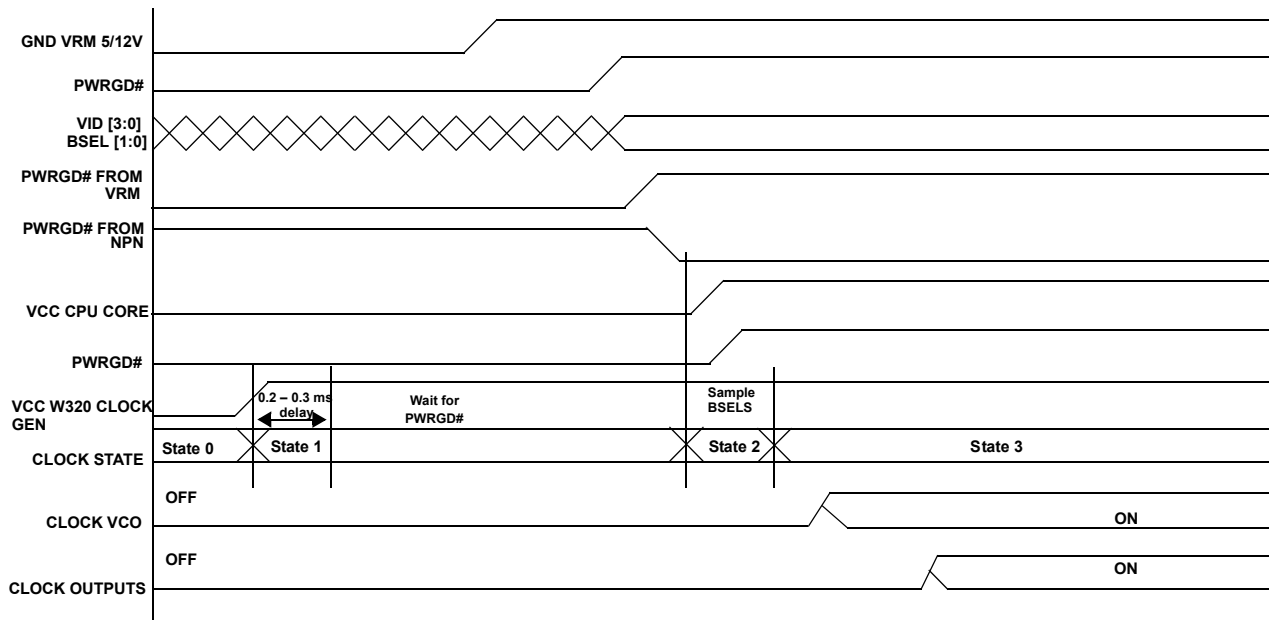 GND VRM 5/12V
PWRGD#
VID [3:0]
BSEL [1:0]
PWRGD# FROM
VRM
PWRGD# FROM
NPN
VCC CPU CORE
PWRGD#
VCC W320 CLOCK
GEN
0.2 – 0.3 ms
delay
Wait for
PWRGD#
Sample
BSELS
CLOCK STATE
State 0
State 1
State 2
State 3
OFF
CLOCK VCO
ON
OFF
CLOCK OUTPUTS
ON